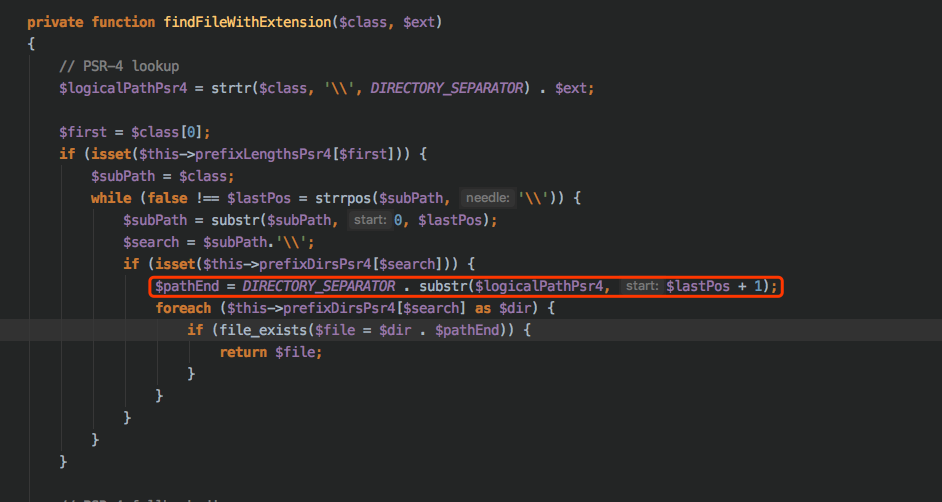 private function findFileWithExtension($class, $ext)
{
    // PSR-4 lookup
    $logicalPathPsr4 = strtr($class, '\\', DIRECTORY_SEPARATOR) . $ext;

    $first = $class[0];
    if (isset($this->prefixLengthsPsr4[$first])) {
        $subPath = $class;
        while (false !== $lastPos = strrpos($subPath, needle: '\\')) {
            $subPath = substr($subPath, start: 0, $lastPos);
            $search = $subPath.'\\';
            if (isset($this->prefixDirsPsr4[$search])) {
                $pathEnd = DIRECTORY_SEPARATOR . substr($logicalPathPsr4, start: $lastPos + 1);
                foreach ($this->prefixDirsPsr4[$search] as $dir) {
                    if (file_exists($file = $dir . $pathEnd)) {
                        return $file;
                    }
                }
            }
        }
    }